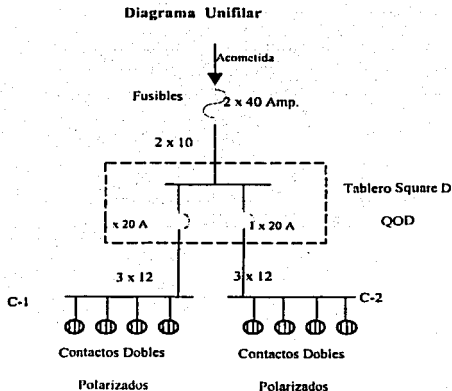 Diagrama Unifilar
Acometida
Fusibles
2 x 40 Amp.
2 x 10
Tablero Square D
QOD
x 20 A
1 x 20 A
3 x 12
3 x 12
C-1
C-2
Contactos Dobles
Contactos Dobles
Polarizados
Polarizados